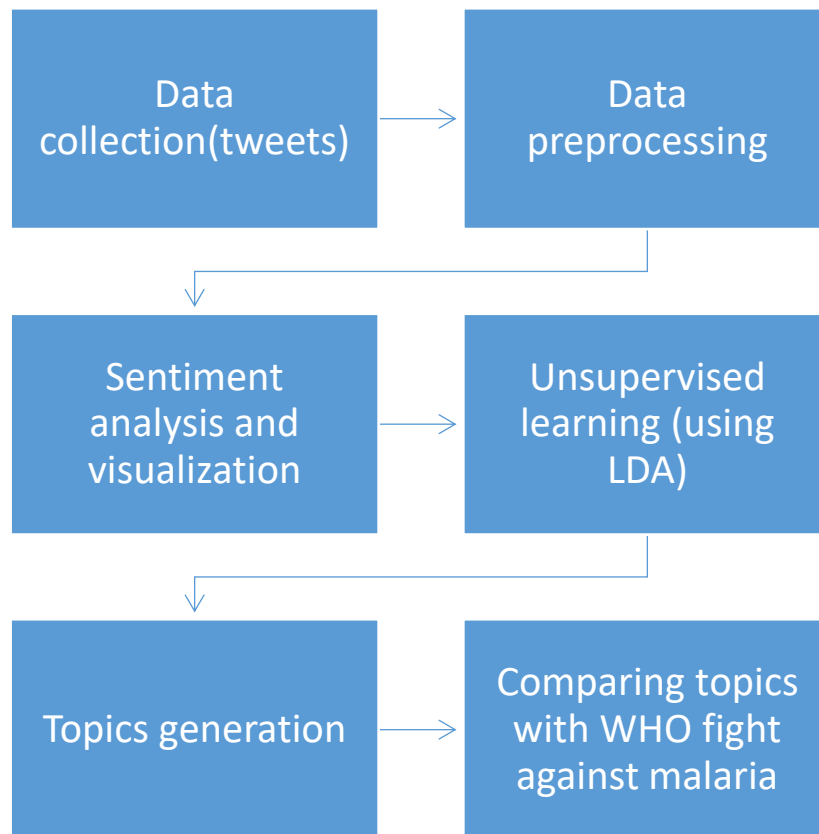 Data
collection(tweets)
Data
preprocessing
Sentiment
analysis and
visualization
Unsupervised
learning (using
LDA)
Topics generation
Comparing topics
with WHO fight
against malaria